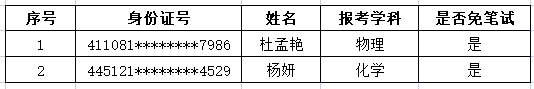 序号 身份证号 姓名 报考学科 是否免笔试
1 411081********7986 杜孟艳 物理 是
2 445121********4529 杨妍 化学 是